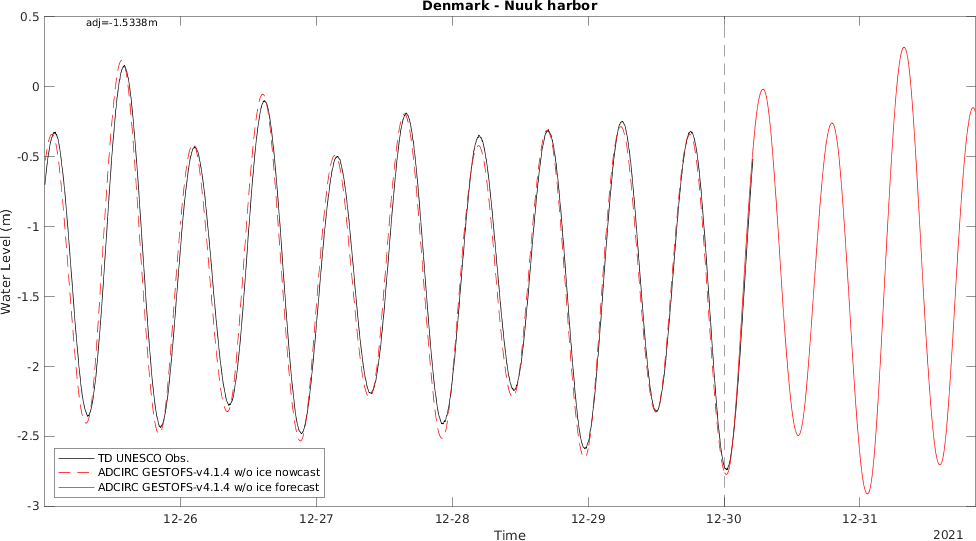 Denmark - Nuuk harbor
adj=-1.5338m
0.5
0
-0.5
-1
-1.5
-2
-2.5
-3
Water Level (m)
TD UNESCO Obs.
ADCIRC GESTOFS-v4.1.4 w/o ice nowcast
ADCIRC GESTOFS-v4.1.4 w/o ice forecast
12-26 12-27 12-28 12-29 12-30 12-31
Time
2021